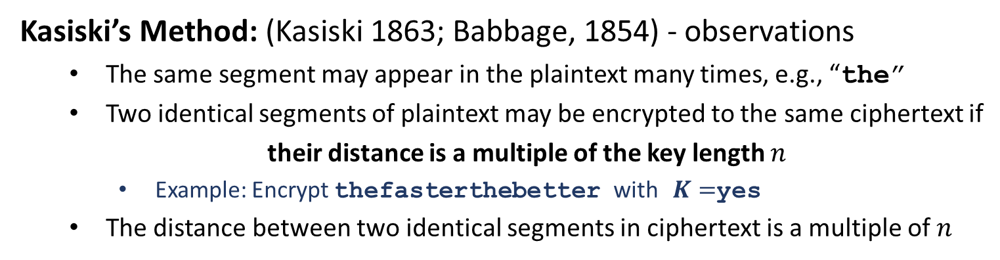 Kasiski’s Method: (Kasiski 1863; Babbage, 1854) - observations
• The same segment may appear in the plaintext many times, e.g., “the”
• Two identical segments of plaintext may be encrypted to the same ciphertext if
their distance is a multiple of the key length n
• Example: Encrypt thefasterthebetter with K =yes
• The distance between two identical segments in ciphertext is a multiple of n